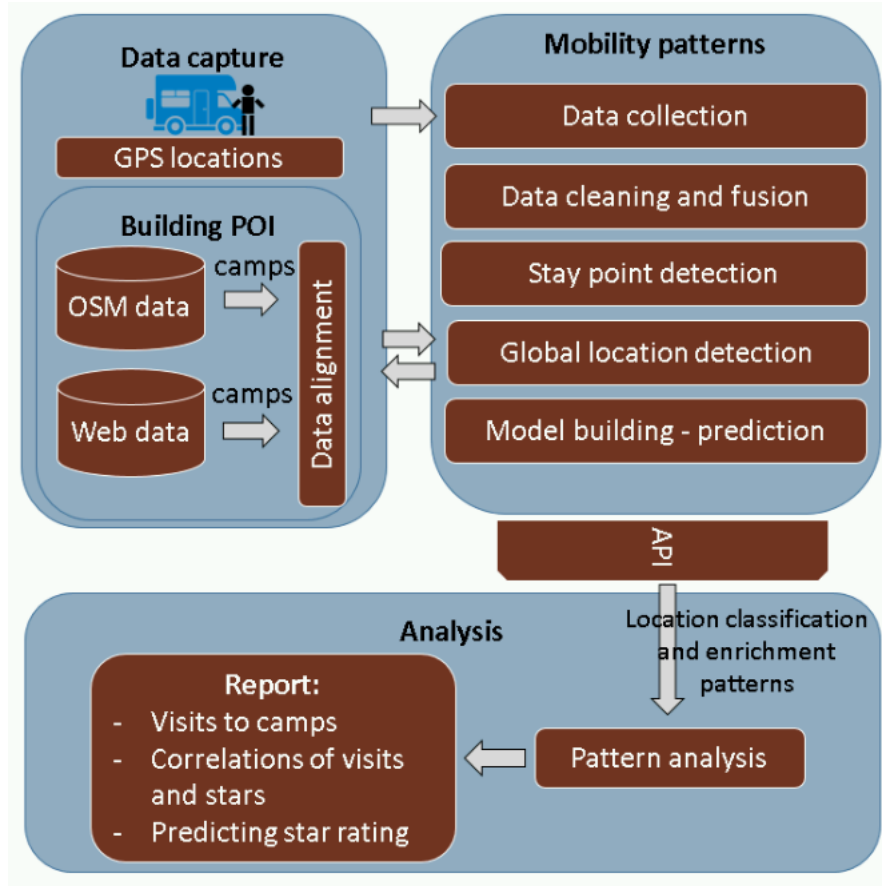 Data capture
GPS locations
Building POI
OSM data
camps
Web data
camps
Data alignment
Mobility patterns
Data collection
Data cleaning and fusion
Stay point detection
Global location detection
Model building - prediction
API
Location classification
and enrichment
patterns
Analysis
Pattern analysis
Report:
- Visits to camps
- Correlations of visits
and stars
- Predicting star rating